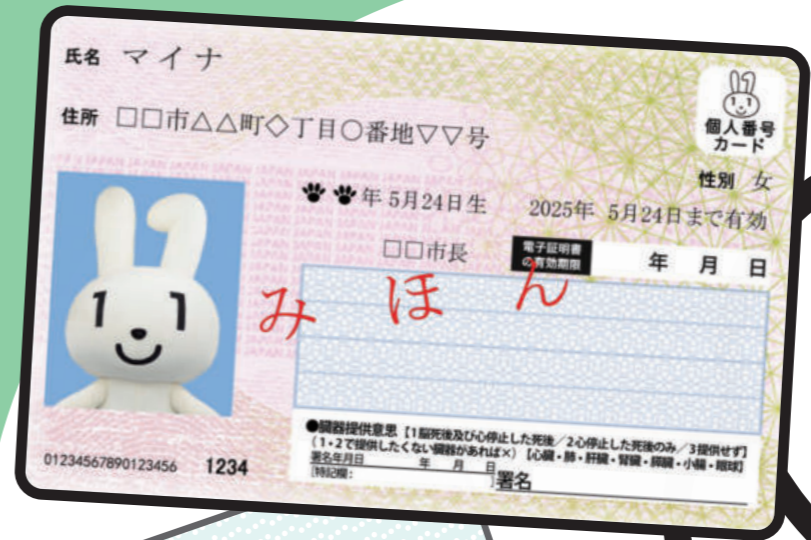 氏名 マイナ
個人番号
カード
住所 □□市△△町◇丁目○番地▽▽号
性別 女
年 5月24日生 2025年 5月24日まで有効
□□市長 電子証明書
の有効期限 年 月 日
みほん
●臓器提供意思【1脳死後及び心停止した死後/2心停止した死後のみ/3提供せず】
(1・2で提供したくない臓器があれば×)【心臓・肺・肝臓・腎臓・膵臓・小腸・眼球】
署名年月日 年 月 日
[特記欄: ] 署名
01234567890123456 1234